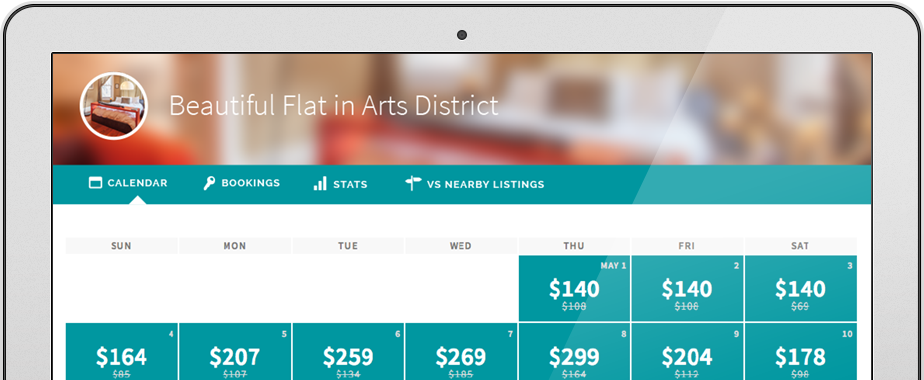 Beautiful Flat in Arts District
CALENDAR BOOKINGS STATS VS NEARBY LISTINGS
SUN MON TUE WED THU FRI SAT
MAY 1 2 3
$140 $140 $140
$108 $108 $69
4 5 6 7 8 9 10
$164 $207 $259 $269 $299 $204 $178
$85 $107 $134 $185 $164 $112 $98